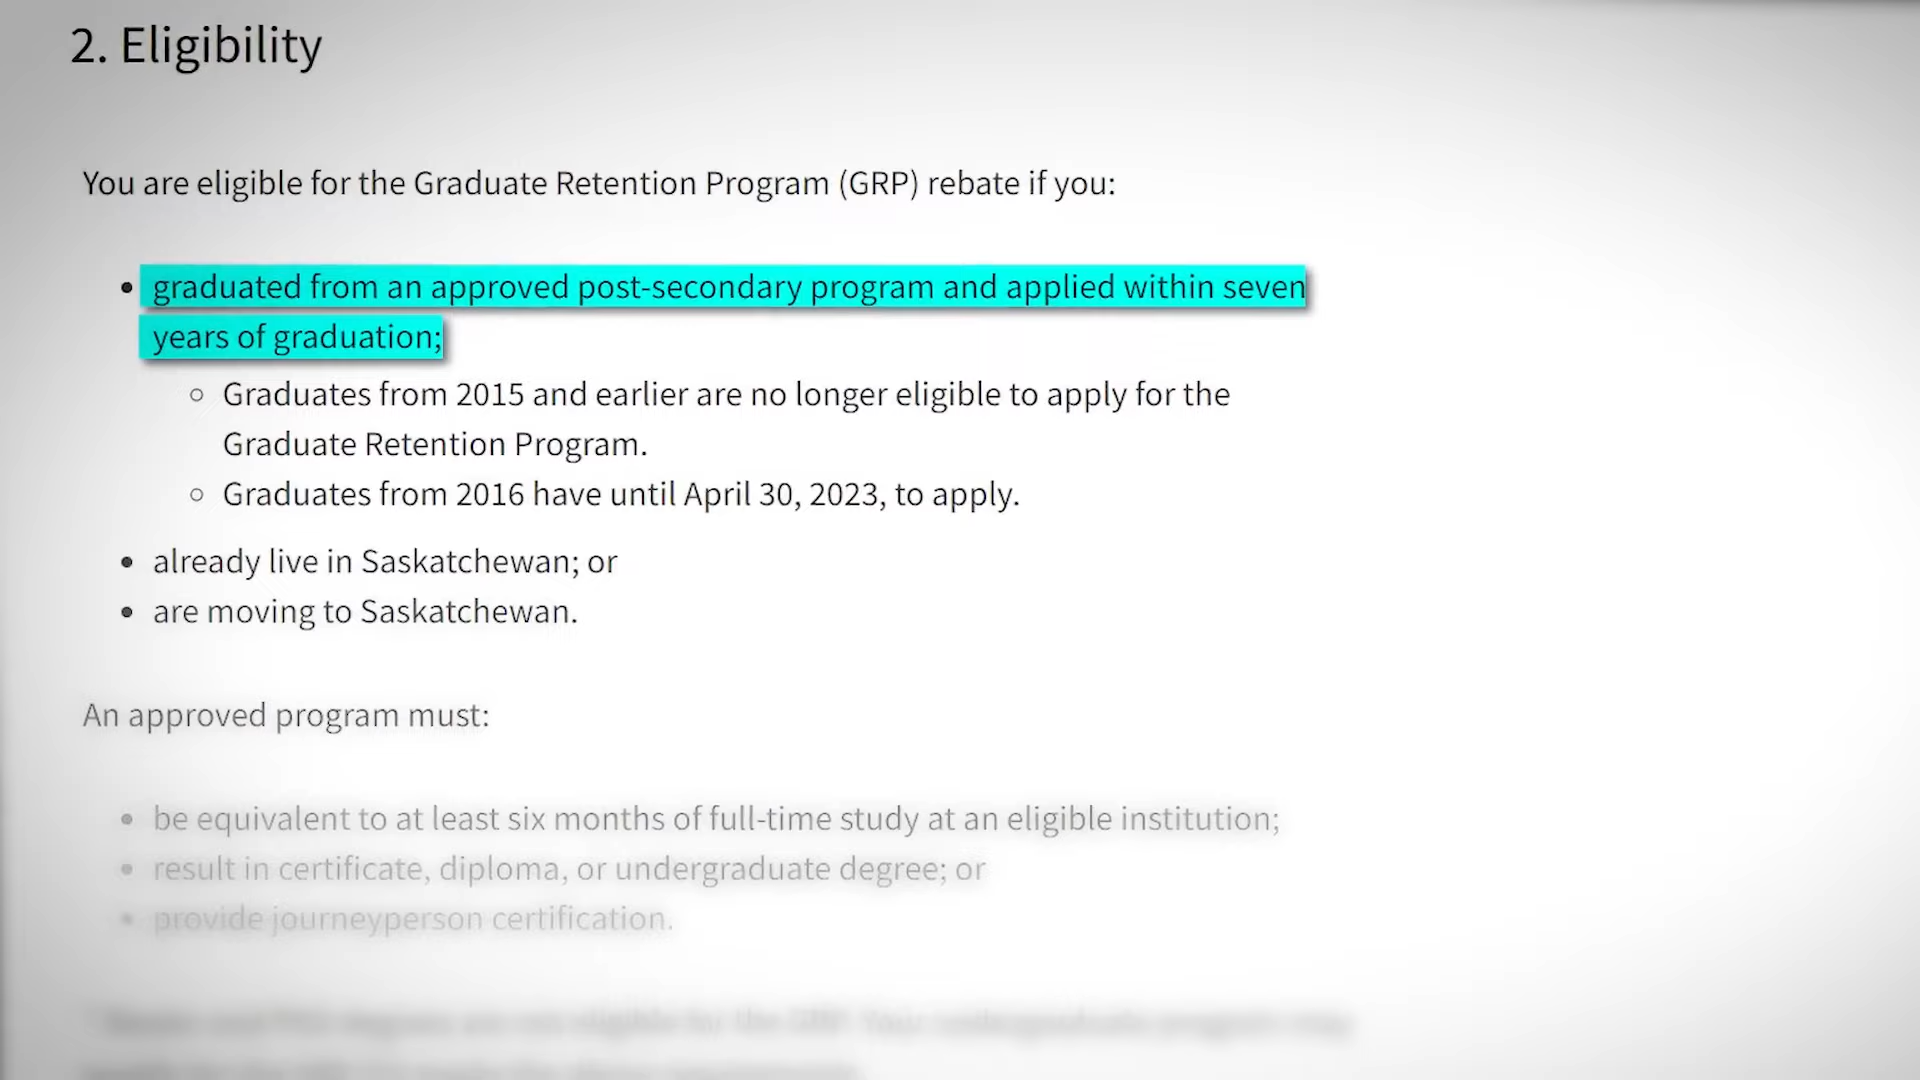 2. Eligibility
You are eligible for the Graduate Retention Program (GRP) rebate if you:
• graduated from an approved post-secondary program and applied within seven
years of graduation;
○ Graduates from 2015 and earlier are no longer eligible to apply for the
Graduate Retention Program.
○ Graduates from 2016 have until April 30, 2023, to apply.
• already live in Saskatchewan; or
• are moving to Saskatchewan.
An approved program must:
• be equivalent to at least six months of full-time study at an eligible institution;
• result in certificate, diploma, or undergraduate degree; or
• provide journeyperson certification.